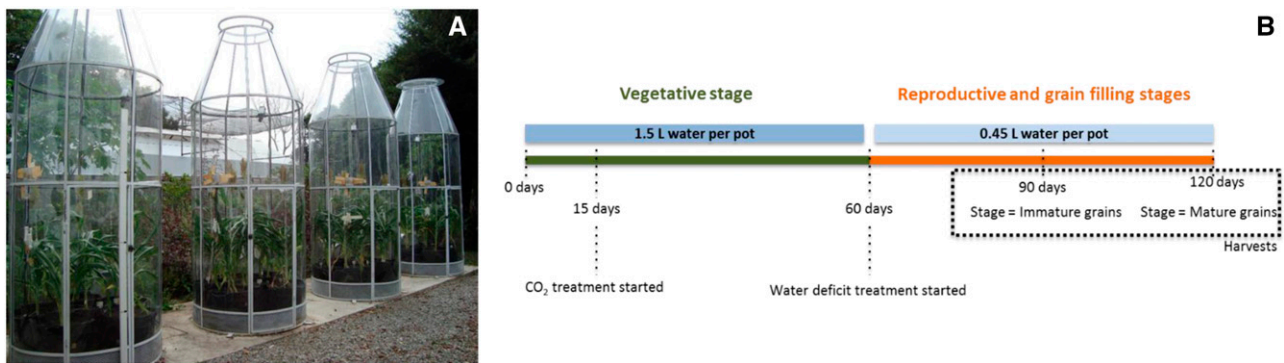 A
B
Vegetative stage
Reproductive and grain filling stages
1.5 L water per pot
0.45 L water per pot
0 days
15 days
60 days
90 days
120 days
Stage = Immature grains
Stage = Mature grains
Harvests
CO₂ treatment started
Water deficit treatment started